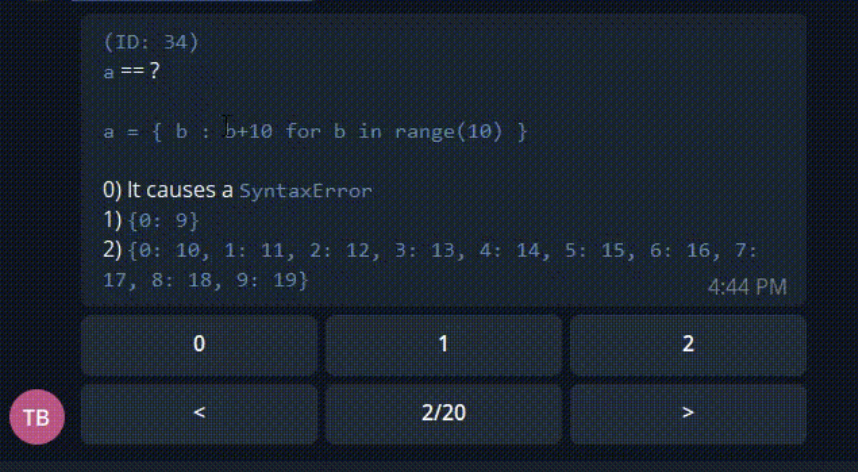 (ID: 34)
a == ?
a = { b : b+10 for b in range(10) }
0) It causes a SyntaxError
1) {0: 9}
2) {0: 10, 1: 11, 2: 12, 3: 13, 4: 14, 5: 15, 6: 16, 7:
17, 8: 18, 9: 19}
4:44 PM
0 1 2
TB < 2/20 >